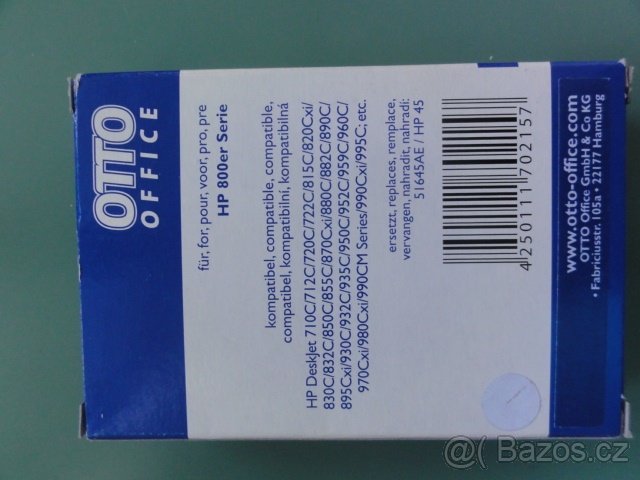 OTTO
OFFICE
für, for, pour, voor, pro, pre
HP 800er Serie
kompatibel, compatible, compatible,
compatibel, kompatibilní, kompatibilná
HP DeskJet 710C/712C/720C/722C/815C/820Cxi/
830C/832C/850C/855C/870Cxi/880C/882C/890C/
895Cxi/930C/932C/935C/950C/952C/959C/960C/
970Cxi/980Cxi/990CM Series/990Cxi/995C, etc.
ersetzt, replaces, remplace,
vervangen, nahradit, nahradi:
51645AE / HP 45
4 250111 702157
www.otto-office.com
OTTO Office GmbH & Co KG
• Fabriciusstr. 105a • 22177 Hamburg
@( Bazoš.cz